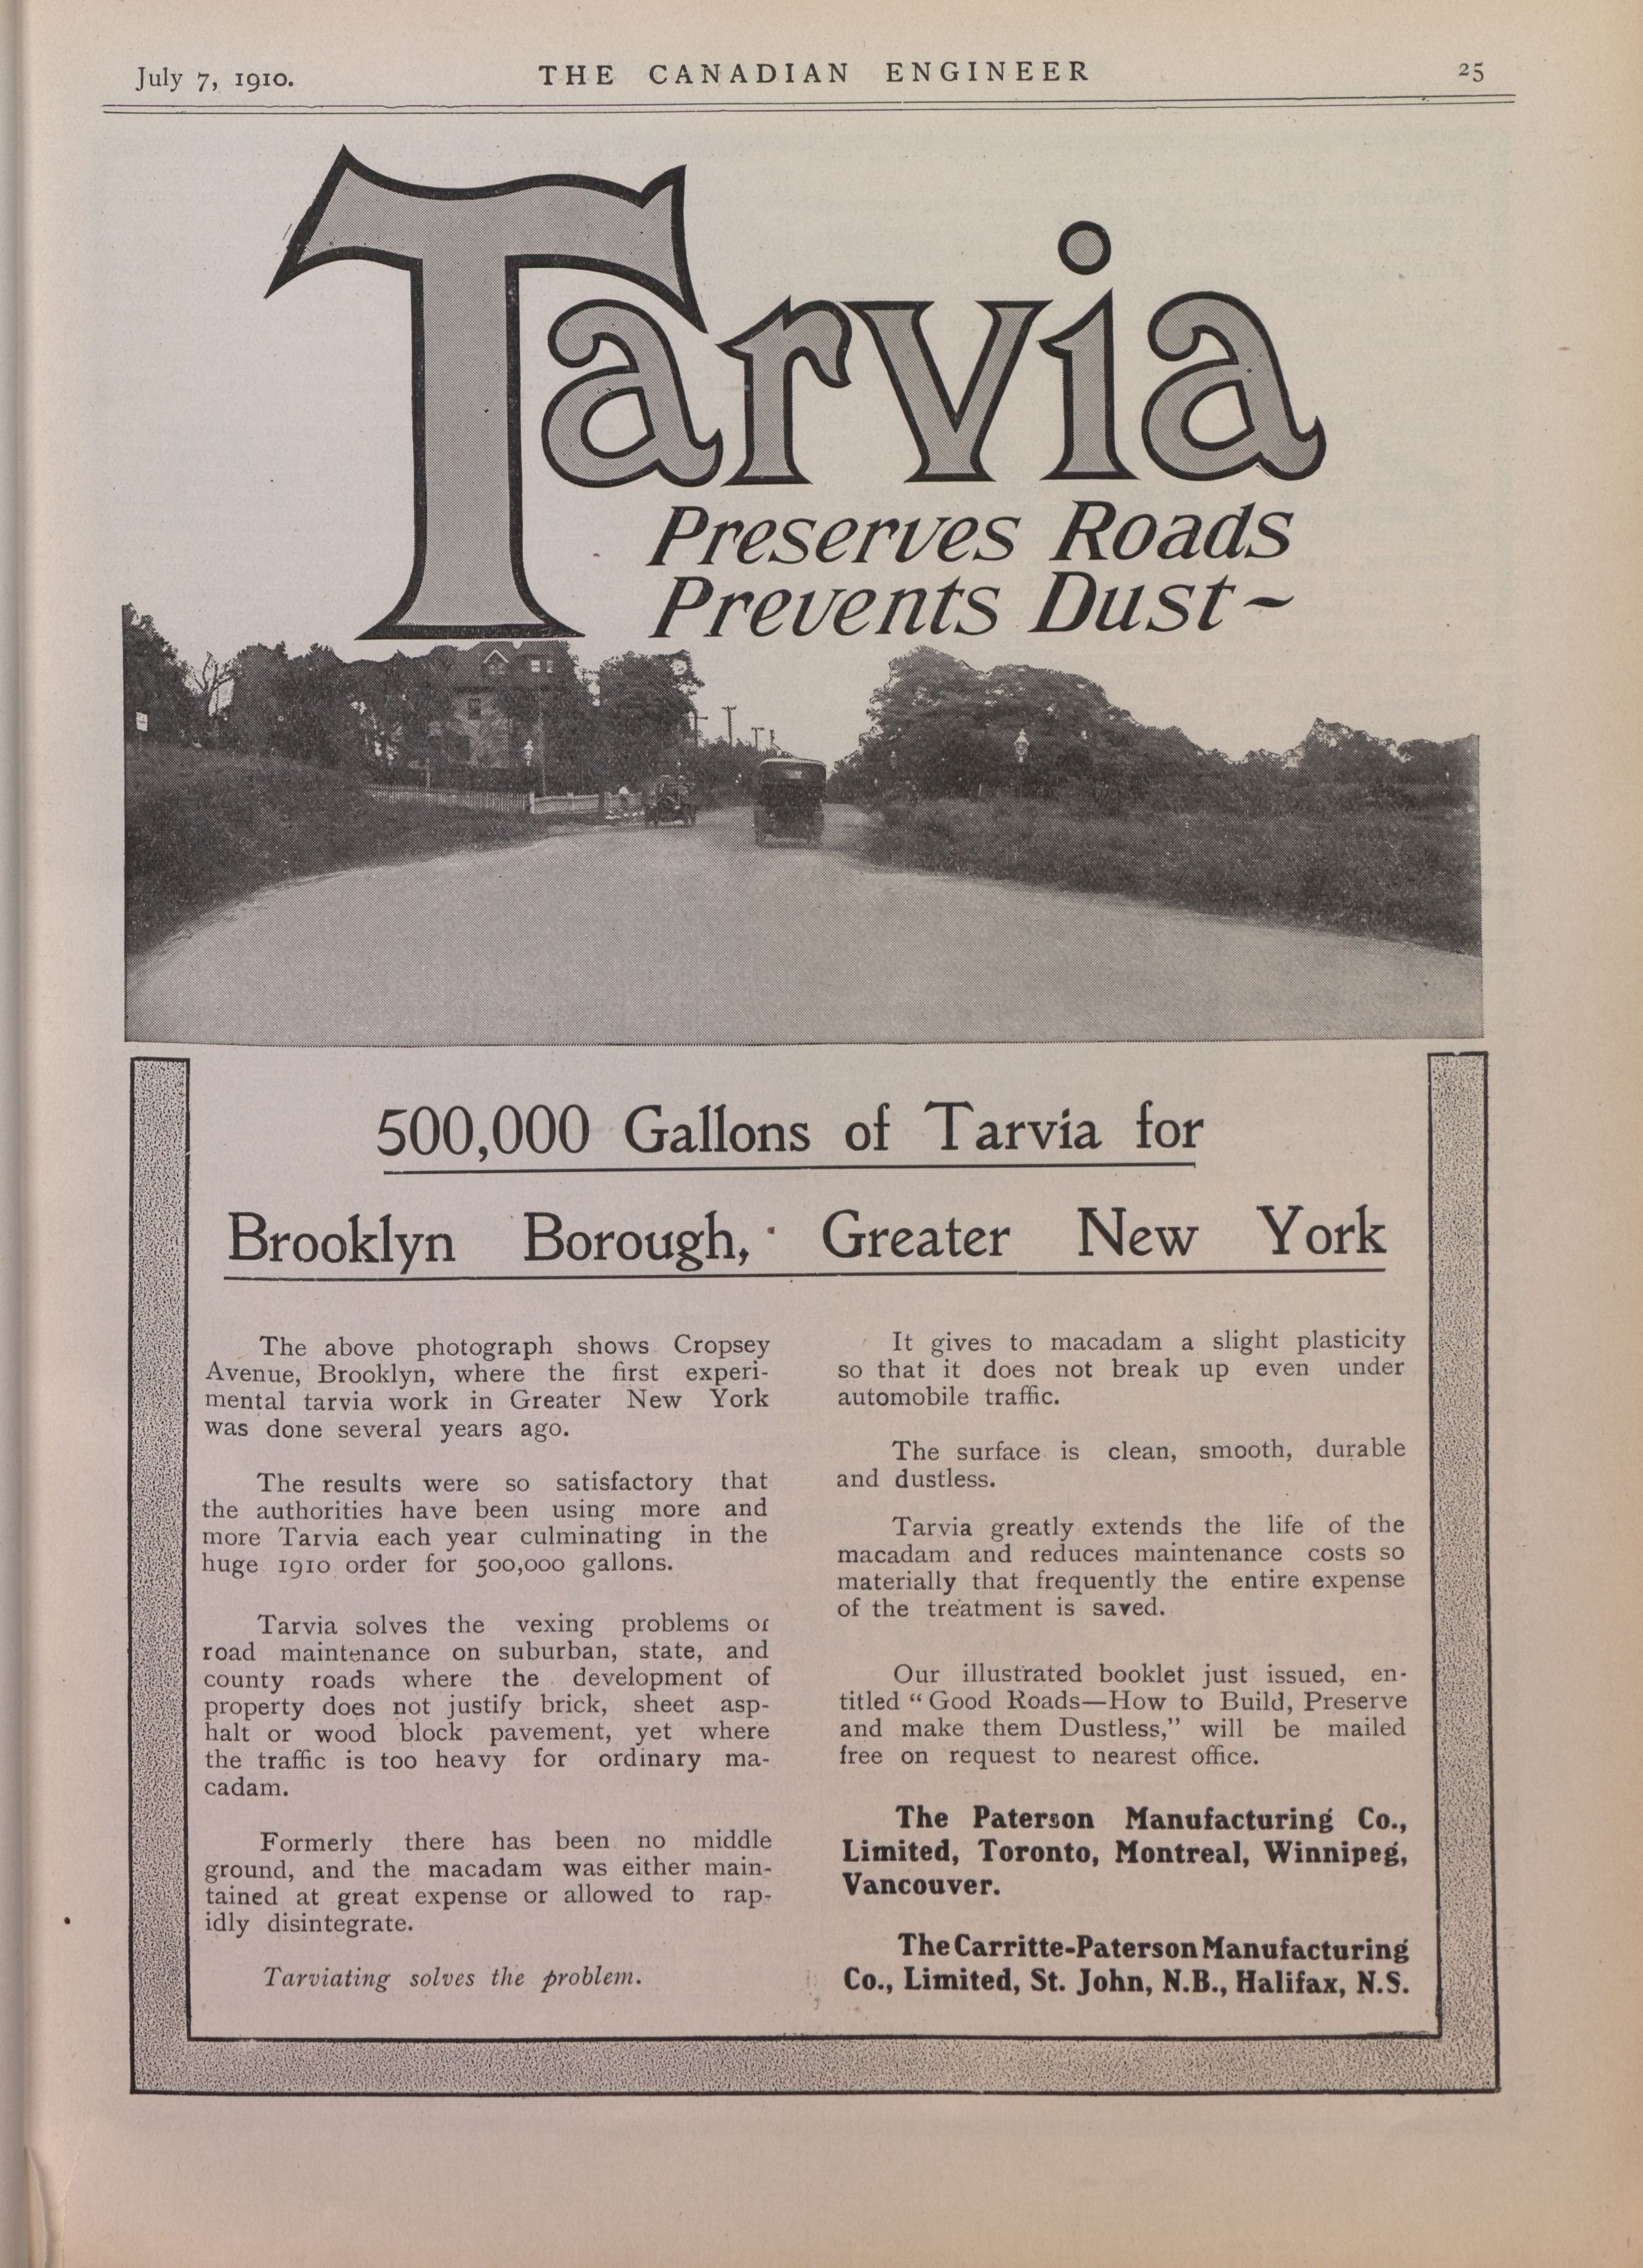 July 7, 1910.
THE CANADIAN ENGINEER
25
Tarvia
Preserves Roads
Prevents Dust~
500,000 Gallons of Tarvia for
Brooklyn Borough, Greater New York
The above photograph shows Cropsey
Avenue, Brooklyn, where the first experi-
mental tarvia work in Greater New York
was done several years ago.
The results were so satisfactory that
the authorities have been using more and
more Tarvia each year culminating in the
huge 1910 order for 500,000 gallons.
Tarvia solves the vexing problems of
road maintenance on suburban, state, and
county roads where the development of
property does not justify brick, sheet asp-
halt or wood block pavement, yet where
the traffic is too heavy for ordinary ma-
cadam.
Formerly there has been no middle
ground, and the macadam was either main-
tained at great expense or allowed to rap-
idly disintegrate.
Tarviating solves the problem.
It gives to macadam a slight plasticity
so that it does not break up even under
automobile traffic.
The surface is clean, smooth, durable
and dustless.
Tarvia greatly extends the life of the
macadam and reduces maintenance costs so
materially that frequently the entire expense
of the treatment is saved.
Our illustrated booklet just issued, en-
titled "Good Roads—How to Build, Preserve
and make them Dustless," will be mailed
free on request to nearest office.
The Paterson Manufacturing Co.,
Limited, Toronto, Montreal, Winnipeg,
Vancouver.
The Carritte-Paterson Manufacturing
Co., Limited, St. John, N.B., Halifax, N.S.